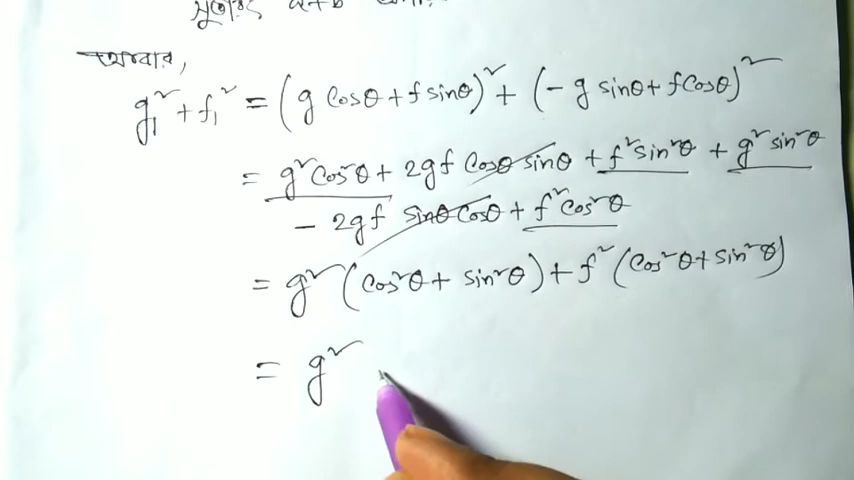 আবার,
g₁² + f₁² = (g cosθ + f sinθ)² + (- g sinθ + f cosθ)²
= g² cos²θ + 2gf cosθ sinθ + f² sin²θ + g² sin²θ
- 2gf sinθ cosθ + f² cos²θ
= g² (cos²θ + sin²θ) + f² (cos²θ + sin²θ)
= g²